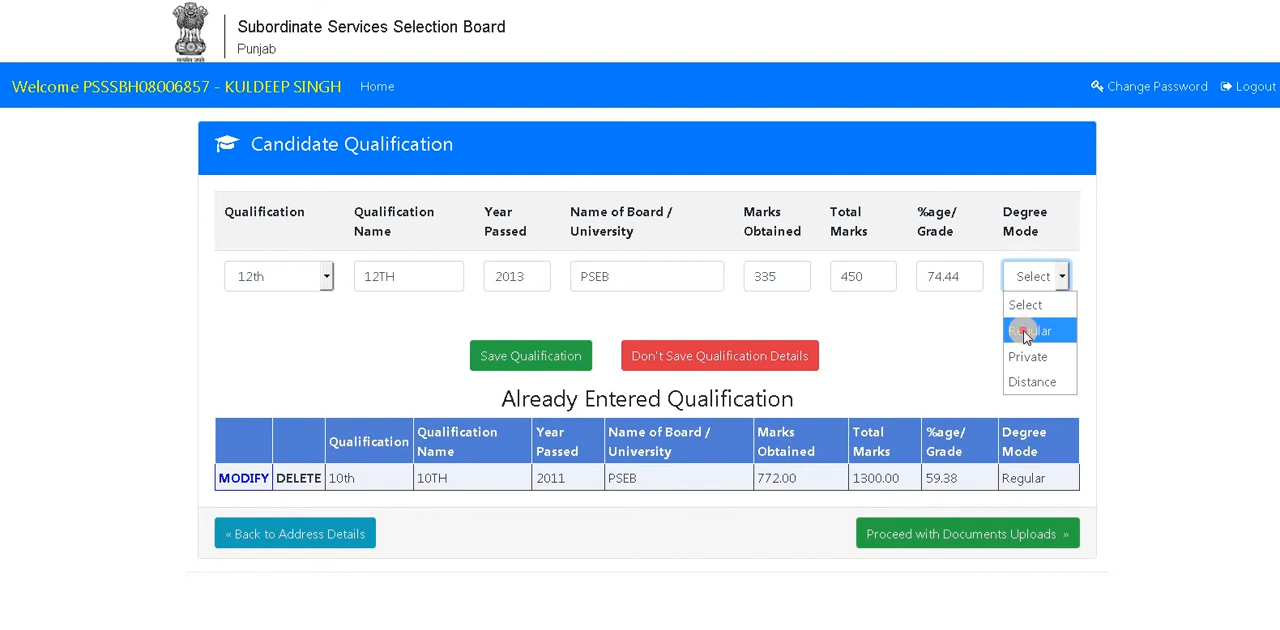 Subordinate Services Selection Board
Punjab
Welcome PSSSBH08006857 - KULDEEP SINGH Home Change Password Logout
Candidate Qualification
Qualification Qualification Name Year Passed Name of Board / University Marks Obtained Total Marks %age/ Grade Degree Mode
12th 12TH 2013 PSEB 335 450 74.44 Select
Select
Regular
Private
Distance
Save Qualification Don't Save Qualification Details
Already Entered Qualification
Qualification Qualification Name Year Passed Name of Board / University Marks Obtained Total Marks %age/ Grade Degree Mode
MODIFY DELETE 10th 10TH 2011 PSEB 772.00 1300.00 59.38 Regular
« Back to Address Details Proceed with Documents Uploads »